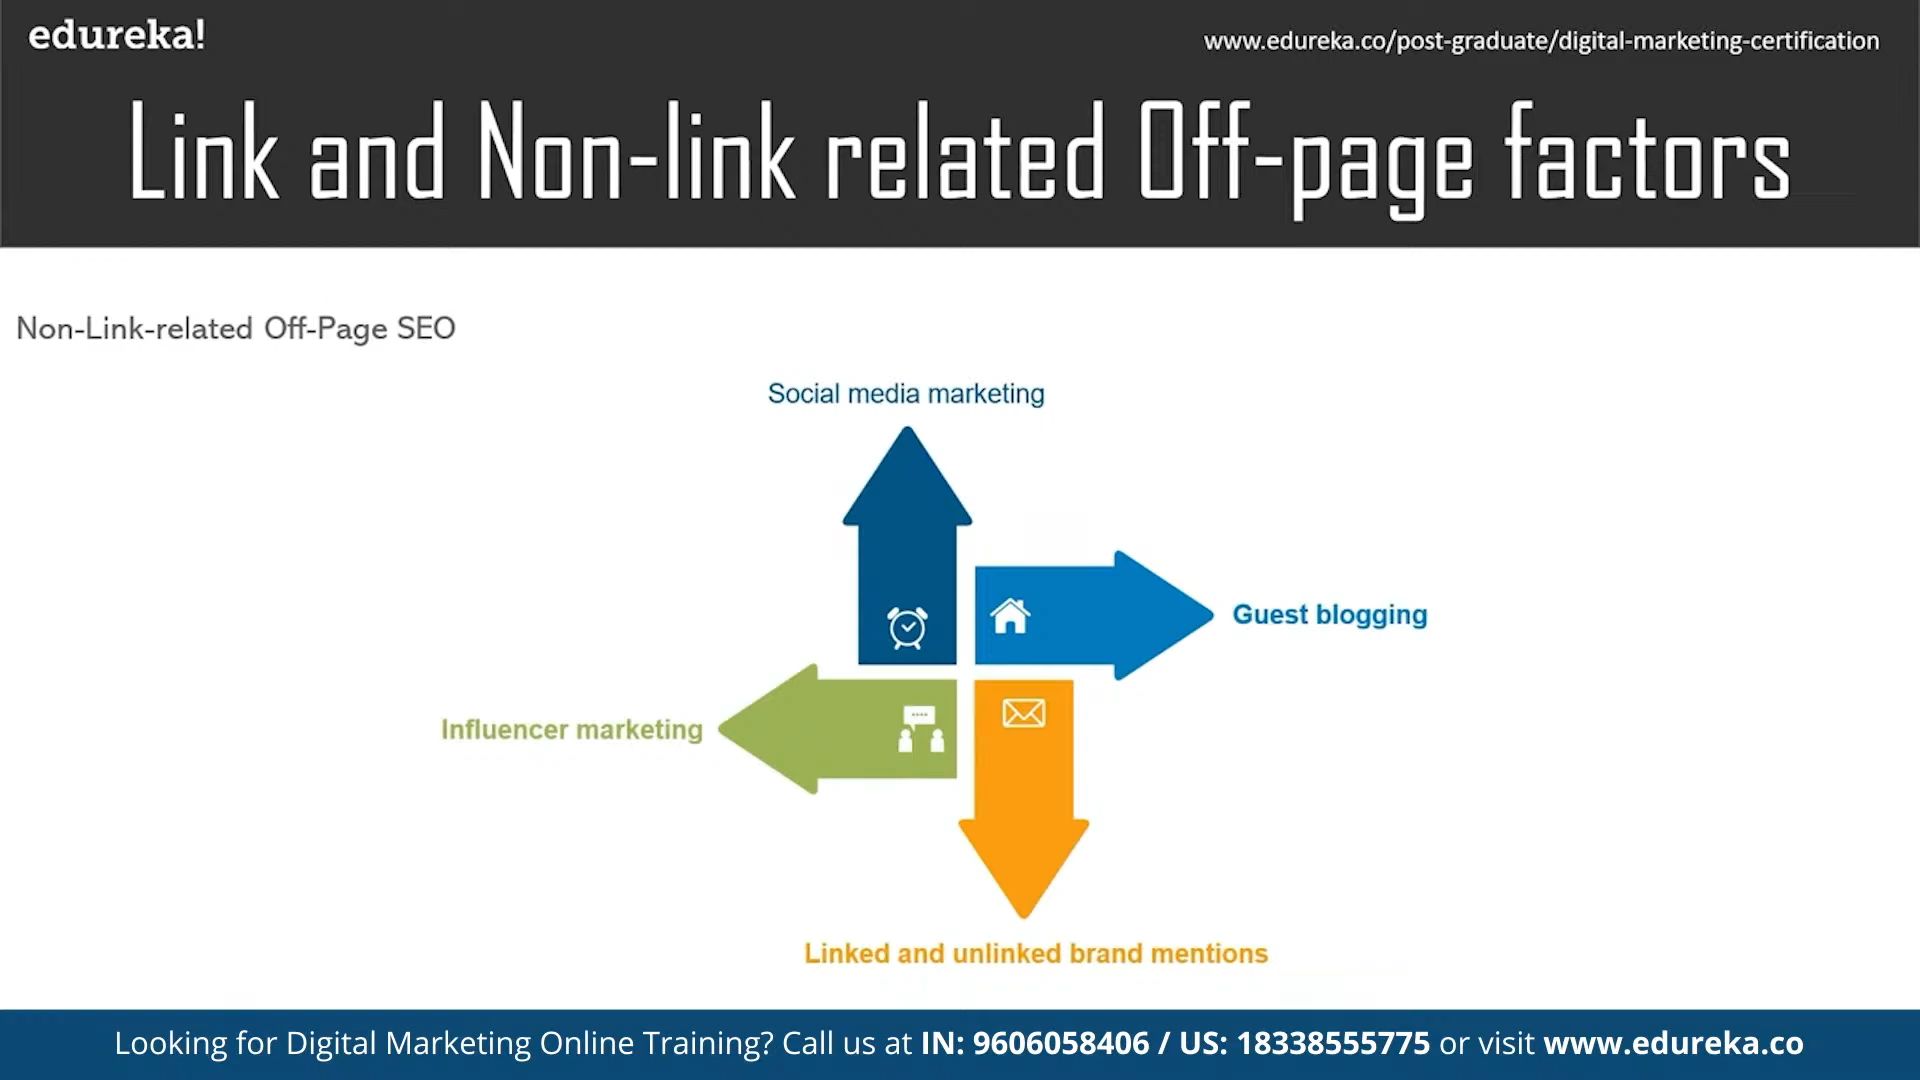 edureka!
www.edureka.co/post-graduate/digital-marketing-certification
Link and Non-link related Off-page factors
Non-Link-related Off-Page SEO
Social media marketing
Guest blogging
Influencer marketing
Linked and unlinked brand mentions
Looking for Digital Marketing Online Training? Call us at IN: 9606058406 / US: 18338555775 or visit www.edureka.co